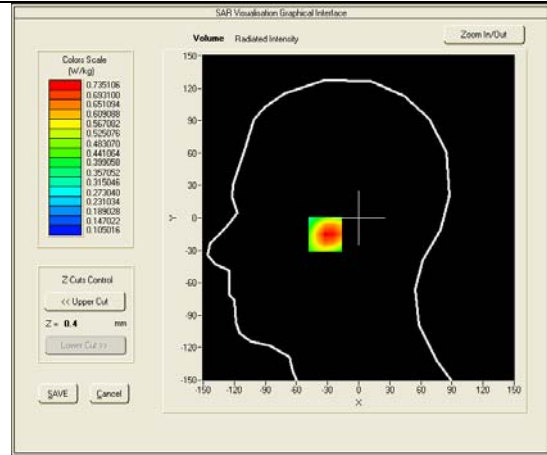 SAR Visualisation Graphical Interface
Volume Radiated Intensity
Zoom In/Out
Colors Scale
(W/kg)
0.735106
0.693100
0.651094
0.609088
0.567082
0.525076
0.483070
0.441064
0.399058
0.357052
0.315046
0.273040
0.231034
0.189028
0.147022
0.105016
Z Cuts Control
<< Upper Cut
Z = 0.4 mm
Lower Cut >>
SAVE Cancel
150
120
90
60
30
0
-30
-60
-90
-120
-150
Y
-150 -120 -90 -60 -30 0 30 60 90 120 150
X